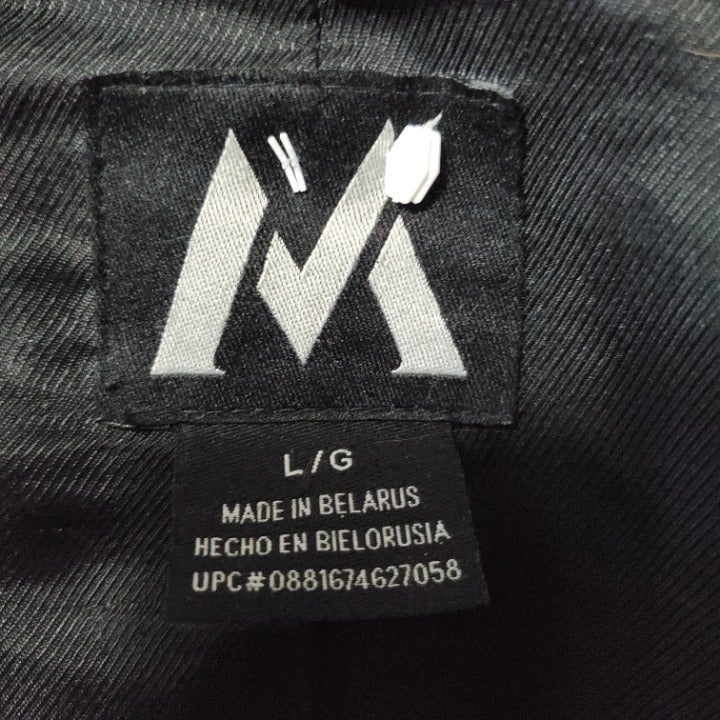 M
L/G
MADE IN BELARUS
HECHO EN BIELORUSIA
UPC#0881674627058